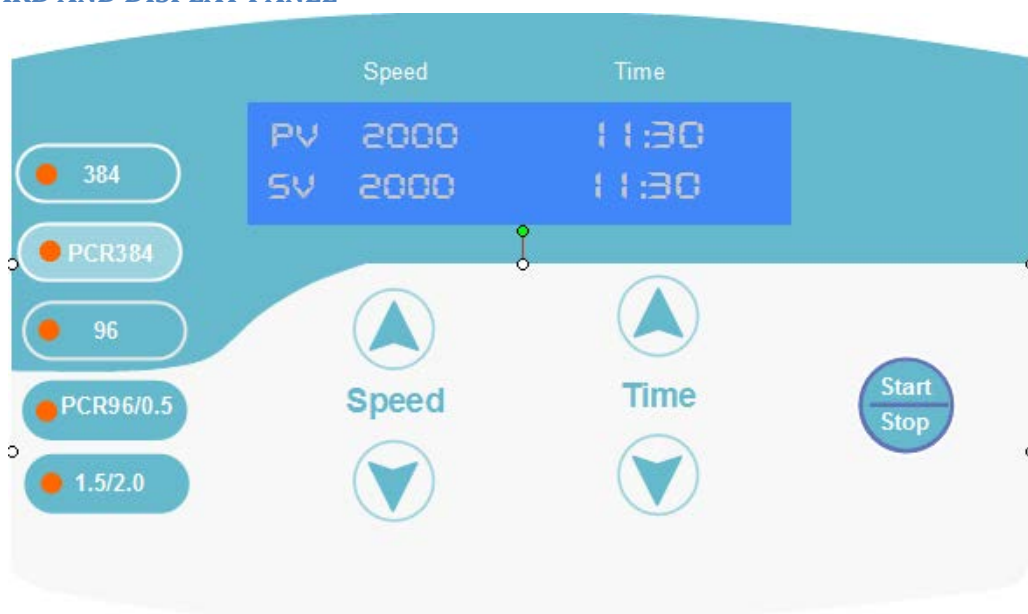 Speed Time
PV 2000 11:30
SV 2000 11:30
384
PCR384
96
PCR96/0.5
1.5/2.0
Speed
Time
Start
Stop